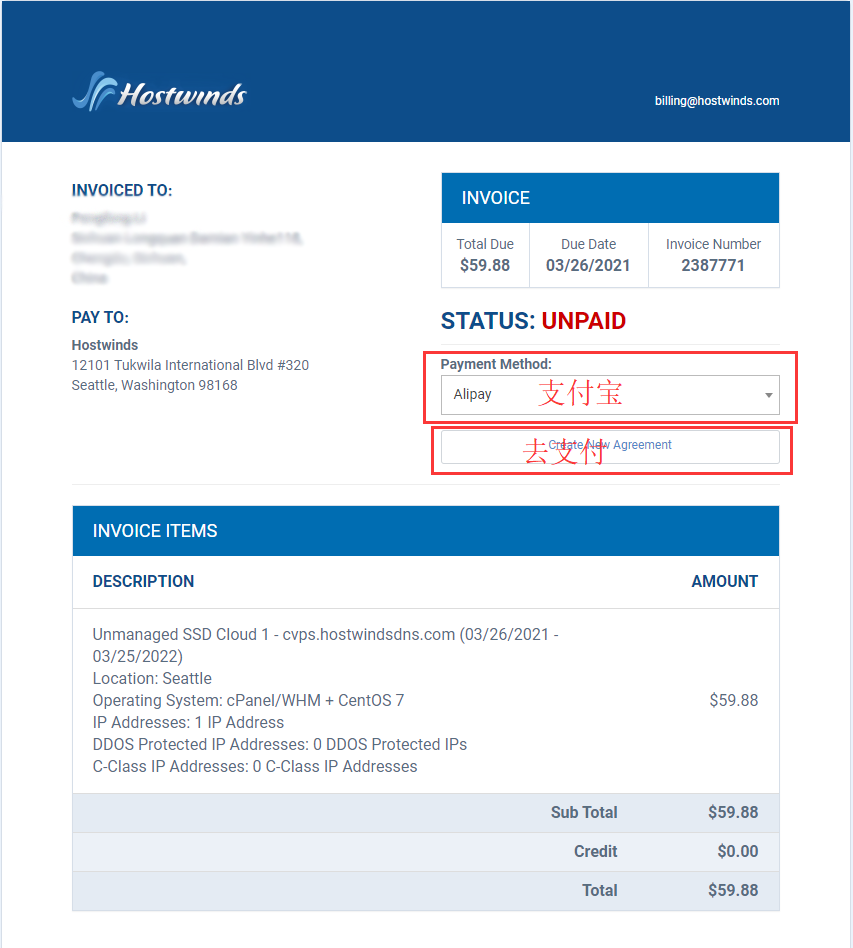 Hostwinds
billing@hostwinds.com
INVOICED TO:
China
PAY TO:
Hostwinds
12101 Tukwila International Blvd #320
Seattle, Washington 98168
INVOICE
Total Due
$59.88
Due Date
03/26/2021
Invoice Number
2387771
STATUS: UNPAID
Payment Method:
Alipay
支付宝
Create New Agreement
去支付
INVOICE ITEMS
DESCRIPTION
AMOUNT
Unmanaged SSD Cloud 1 - cvps.hostwindsdns.com (03/26/2021 -
03/25/2022)
Location: Seattle
Operating System: cPanel/WHM + CentOS 7
$59.88
IP Addresses: 1 IP Address
DDOS Protected IP Addresses: 0 DDOS Protected IPs
C-Class IP Addresses: 0 C-Class IP Addresses
Sub Total
$59.88
Credit
$0.00
Total
$59.88